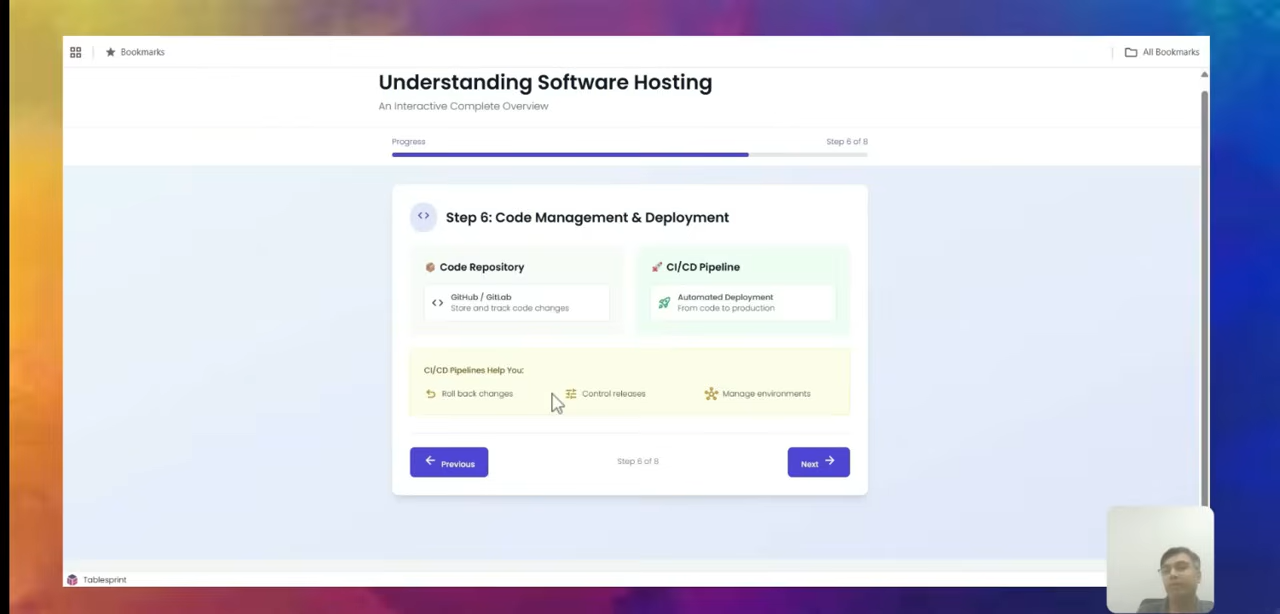 Bookmarks
All Bookmarks
Understanding Software Hosting
An Interactive Complete Overview
Progress
Step 6 of 8
Step 6: Code Management & Deployment
Code Repository
GitHub / GitLab
Store and track code changes
CI/CD Pipeline
Automated Deployment
From code to production
CI/CD Pipelines Help You:
Roll back changes
Control releases
Manage environments
Previous
Step 6 of 8
Next
Tablesprint